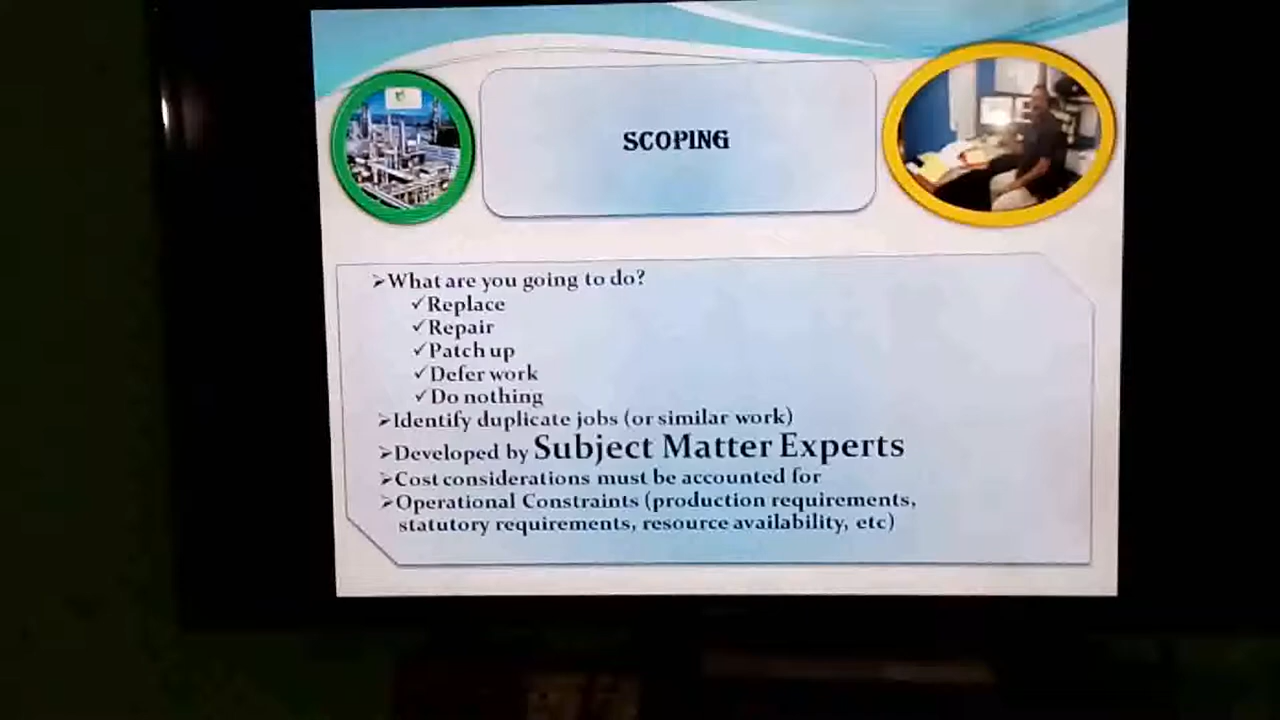 SCOPING
➢What are you going to do?
✓Replace
✓Repair
✓Patch up
✓Defer work
✓Do nothing
➢Identify duplicate jobs (or similar work)
➢Developed by Subject Matter Experts
➢Cost considerations must be accounted for
➢Operational Constraints (production requirements,
statutory requirements, resource availability, etc)